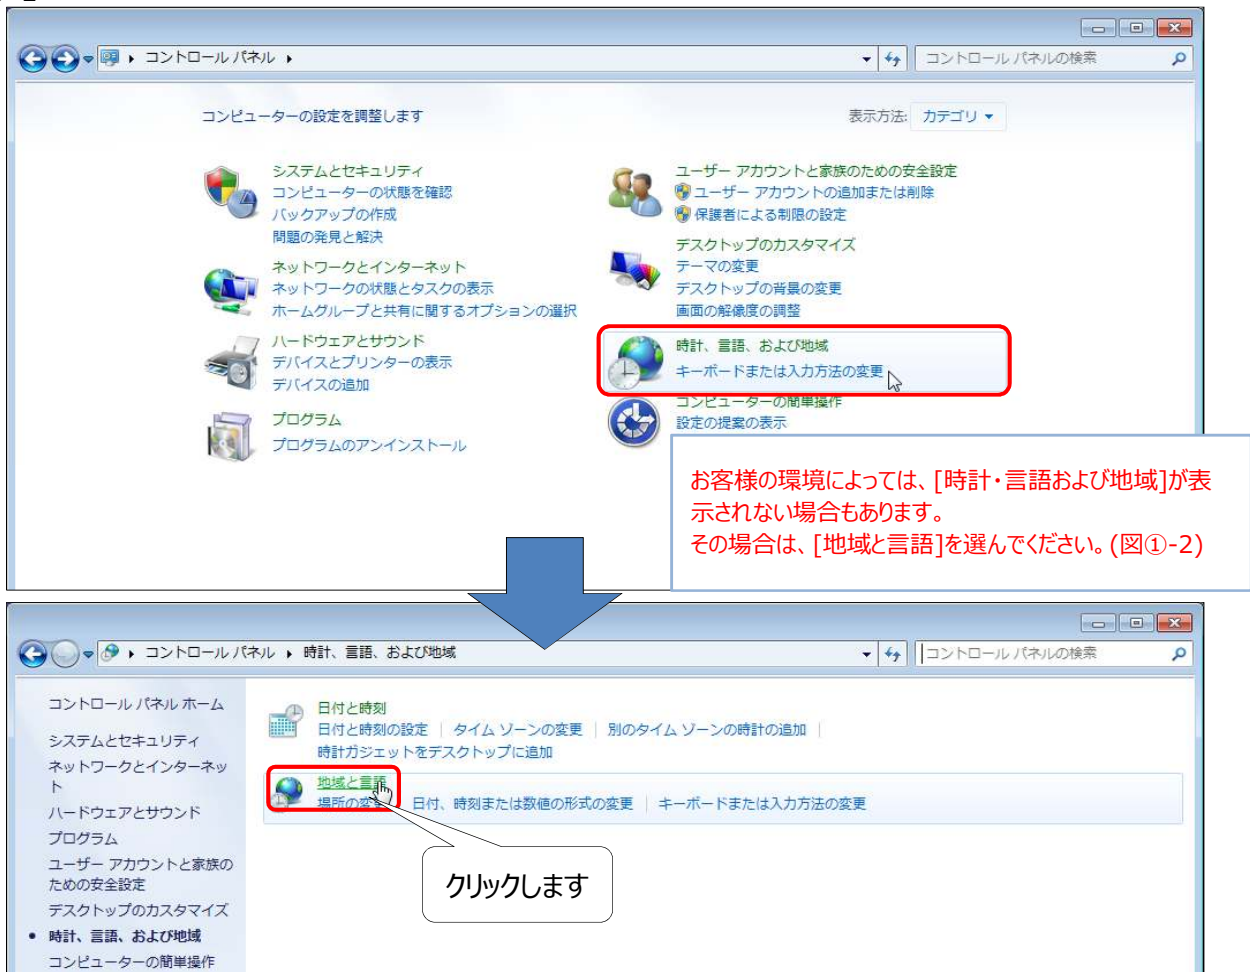 コントロール パネル
コントロール パネルの検索
コンピューターの設定を調整します
表示方法: カテゴリ
システムとセキュリティ
コンピューターの状態を確認
バックアップの作成
問題の発見と解決
ネットワークとインターネット
ネットワークの状態とタスクの表示
ホームグループと共有に関するオプションの選択
ハードウェアとサウンド
デバイスとプリンターの表示
デバイスの追加
プログラム
プログラムのアンインストール
ユーザー アカウントと家族のための安全設定
ユーザー アカウントの追加または削除
保護者による制限の設定
デスクトップのカスタマイズ
テーマの変更
デスクトップの背景の変更
画面の解像度の調整
時計、言語、および地域
キーボードまたは入力方法の変更
コンピューターの簡単操作
設定の提案の表示
お客様の環境によっては、[時計・言語および地域]が表
示されない場合もあります。
その場合は、[地域と言語]を選んでください。(図①-2)
コントロール パネル 時計、言語、および地域
コントロール パネルの検索
コントロール パネル ホーム
システムとセキュリティ
ネットワークとインターネッ
ト
ハードウェアとサウンド
プログラム
ユーザー アカウントと家族の
ための安全設定
デスクトップのカスタマイズ
時計、言語、および地域
コンピューターの簡単操作
日付と時刻
日付と時刻の設定 タイム ゾーンの変更 別のタイム ゾーンの時計の追加
時計ガジェットをデスクトップに追加
地域と言語
場所の変更 日付、時刻または数値の形式の変更 キーボードまたは入力方法の変更
クリックします